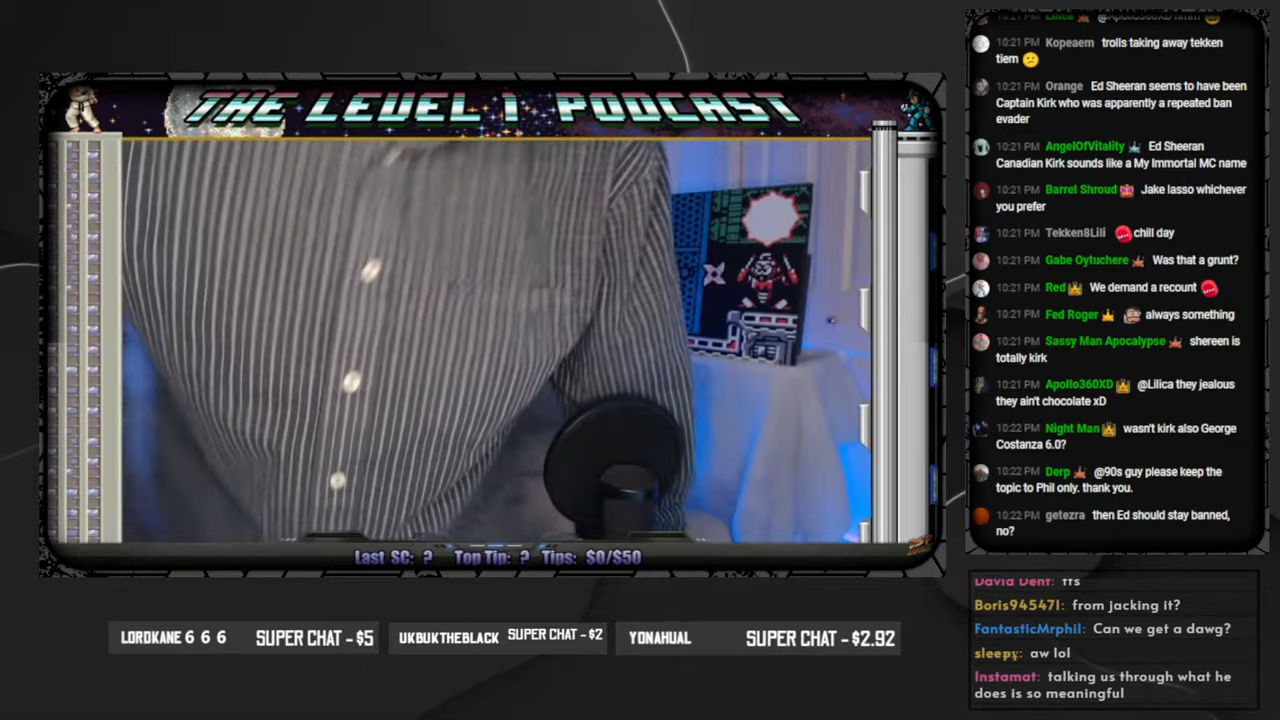 THE LEVEL 1 PODCAST
Last SC: ? Top Tip: ? Tips: $0/$50
LORDKANE 6 6 6 SUPER CHAT - $5
UKBUKTHEBLACK SUPER CHAT - $2
YONAHUAL SUPER CHAT - $2.92
10:21 PM Lilica
10:21 PM Kopeaem trolls taking away tekken
tiem
10:21 PM Orange Ed Sheeran seems to have been
Captain Kirk who was apparently a repeated ban
evader
10:21 PM AngelOfVitality Ed Sheeran
Canadian Kirk sounds like a My Immortal MC name
10:21 PM Barrel Shroud Jake lasso whichever
you prefer
10:21 PM Tekken8Lili chill day
10:21 PM Gabe Oytuchere Was that a grunt?
10:21 PM Red We demand a recount
10:21 PM Fed Roger always something
10:21 PM Sassy Man Apocalypse shereen is
totally kirk
10:21 PM Apollo360XD @Lilica they jealous
they ain't chocolate xD
10:22 PM Night Man wasn't kirk also George
Costanza 6.0?
10:22 PM Derp @90s guy please keep the
topic to Phil only. thank you.
10:22 PM getezra then Ed should stay banned,
no?
David Dent: tts
Boris94547l: from jacking it?
FantasticMrphil: Can we get a dawg?
sleepy: aw lol
Instamat: talking us through what he
does is so meaningful